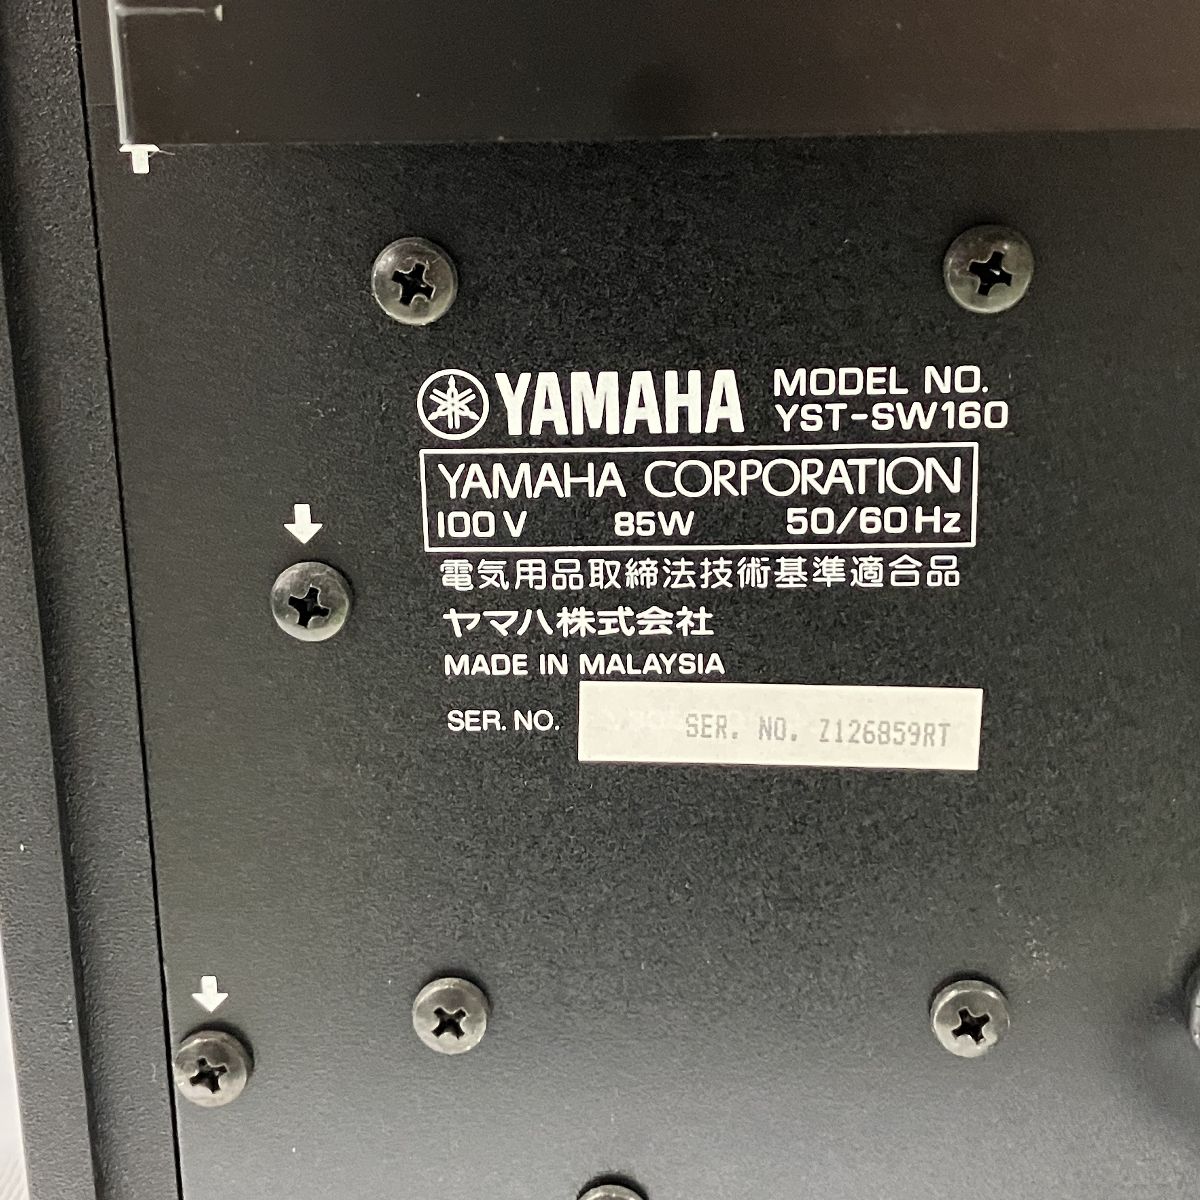 YAMAHA MODEL NO.
YST-SW160
YAMAHA CORPORATION
100V 85W 50/60Hz
電気用品取締法技術基準適合品
ヤマハ株式会社
MADE IN MALAYSIA
SER. NO. SER. NO. Z126859RT